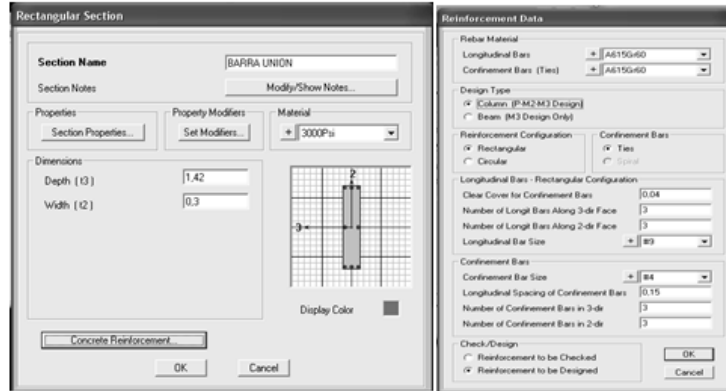 Rectangular Section
Section Name
BARRA UNION
Section Notes
Modify/Show Notes...
Properties
Section Properties...
Property Modifiers
Set Modifiers...
Material
+ 3000Psi
Dimensions
Depth ( t3 )
1,42
Width ( t2 )
0,3
2
3
Display Color
Concrete Reinforcement...
OK
Cancel
Reinforcement Data
Rebar Material
Longitudinal Bars
+ A615Gr60
Confinement Bars (Ties)
+ A615Gr60
Design Type
Column (P-M2-M3 Design)
Beam (M3 Design Only)
Reinforcement Configuration
Rectangular
Circular
Confinement Bars
Ties
Spiral
Longitudinal Bars - Rectangular Configuration
Clear Cover for Confinement Bars
0,04
Number of Longit Bars Along 3-dir Face
3
Number of Longit Bars Along 2-dir Face
3
Longitudinal Bar Size
+ #9
Confinement Bars
Confinement Bar Size
+ #4
Longitudinal Spacing of Confinement Bars
0,15
Number of Confinement Bars in 3-dir
3
Number of Confinement Bars in 2-dir
3
Check/Design
Reinforcement to be Checked
Reinforcement to be Designed
OK
Cancel